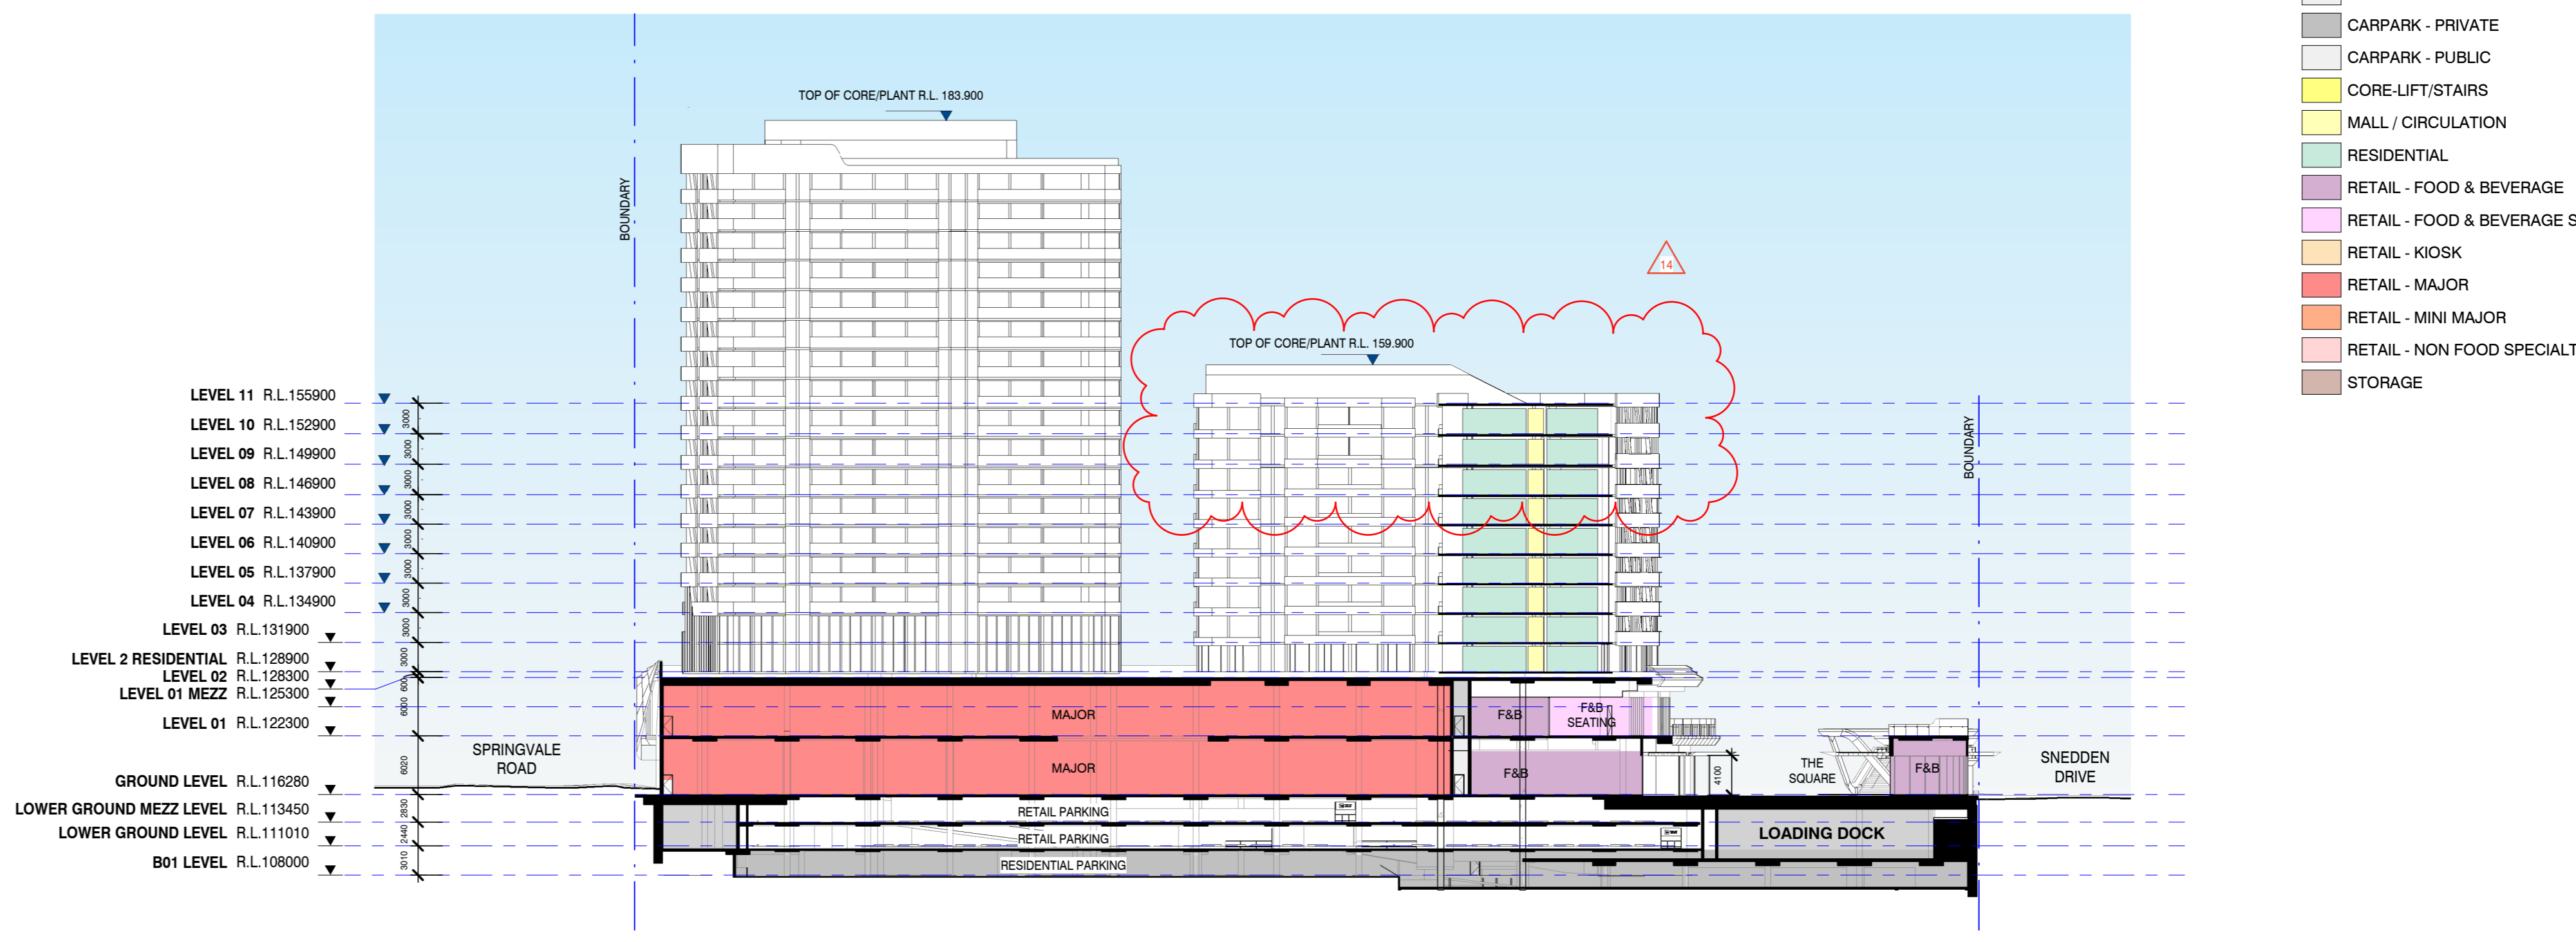 CARPARK - PRIVATE
CARPARK - PUBLIC
CORE-LIFT/STAIRS
MALL / CIRCULATION
RESIDENTIAL
RETAIL - FOOD & BEVERAGE
RETAIL - FOOD & BEVERAGE S
RETAIL - KIOSK
RETAIL - MAJOR
RETAIL - MINI MAJOR
RETAIL - NON FOOD SPECIALT
STORAGE
TOP OF CORE/PLANT R.L. 183.900
BOUNDARY
14
TOP OF CORE/PLANT R.L. 159.900
BOUNDARY
LEVEL 11 R.L.155900
3000
LEVEL 10 R.L.152900
3000
LEVEL 09 R.L.149900
3000
LEVEL 08 R.L.146900
3000
LEVEL 07 R.L.143900
3000
LEVEL 06 R.L.140900
3000
LEVEL 05 R.L.137900
3000
LEVEL 04 R.L.134900
3000
LEVEL 03 R.L.131900
3000
LEVEL 2 RESIDENTIAL R.L.128900
600
LEVEL 02 R.L.128300
LEVEL 01 MEZZ R.L.125300
6000
LEVEL 01 R.L.122300
6020
GROUND LEVEL R.L.116280
2830
LOWER GROUND MEZZ LEVEL R.L.113450
2440
LOWER GROUND LEVEL R.L.111010
3010
B01 LEVEL R.L.108000
SPRINGVALE
ROAD
MAJOR
F&B
F&B
SEATING
MAJOR
F&B
4100
THE
SQUARE
F&B
SNEDDEN
DRIVE
RETAIL PARKING
RETAIL PARKING
LOADING DOCK
RESIDENTIAL PARKING